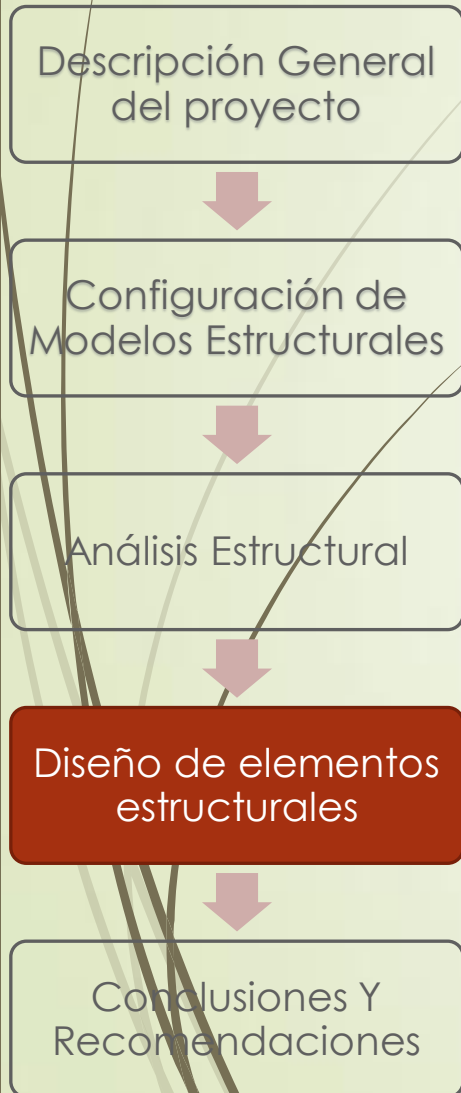 Descripción General
del proyecto
Configuración de
Modelos Estructurales
Análisis Estructural
Diseño de elementos
estructurales
Conclusiones Y
Recomendaciones